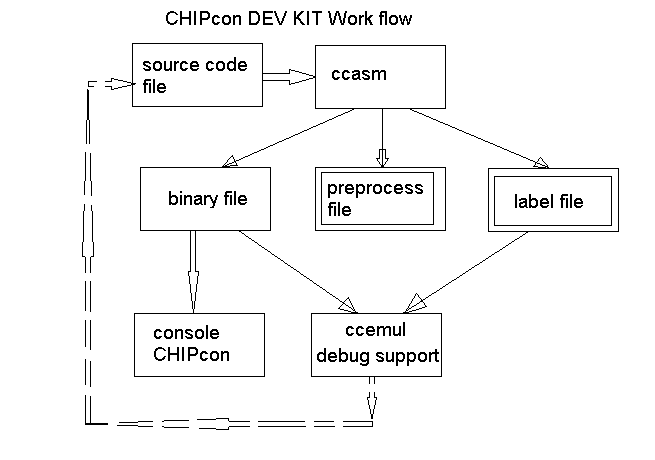 CHIPcon DEV KIT Work flow
source code
file
ccasm
binary file
preprocess
file
label file
console
CHIPcon
ccemul
debug support